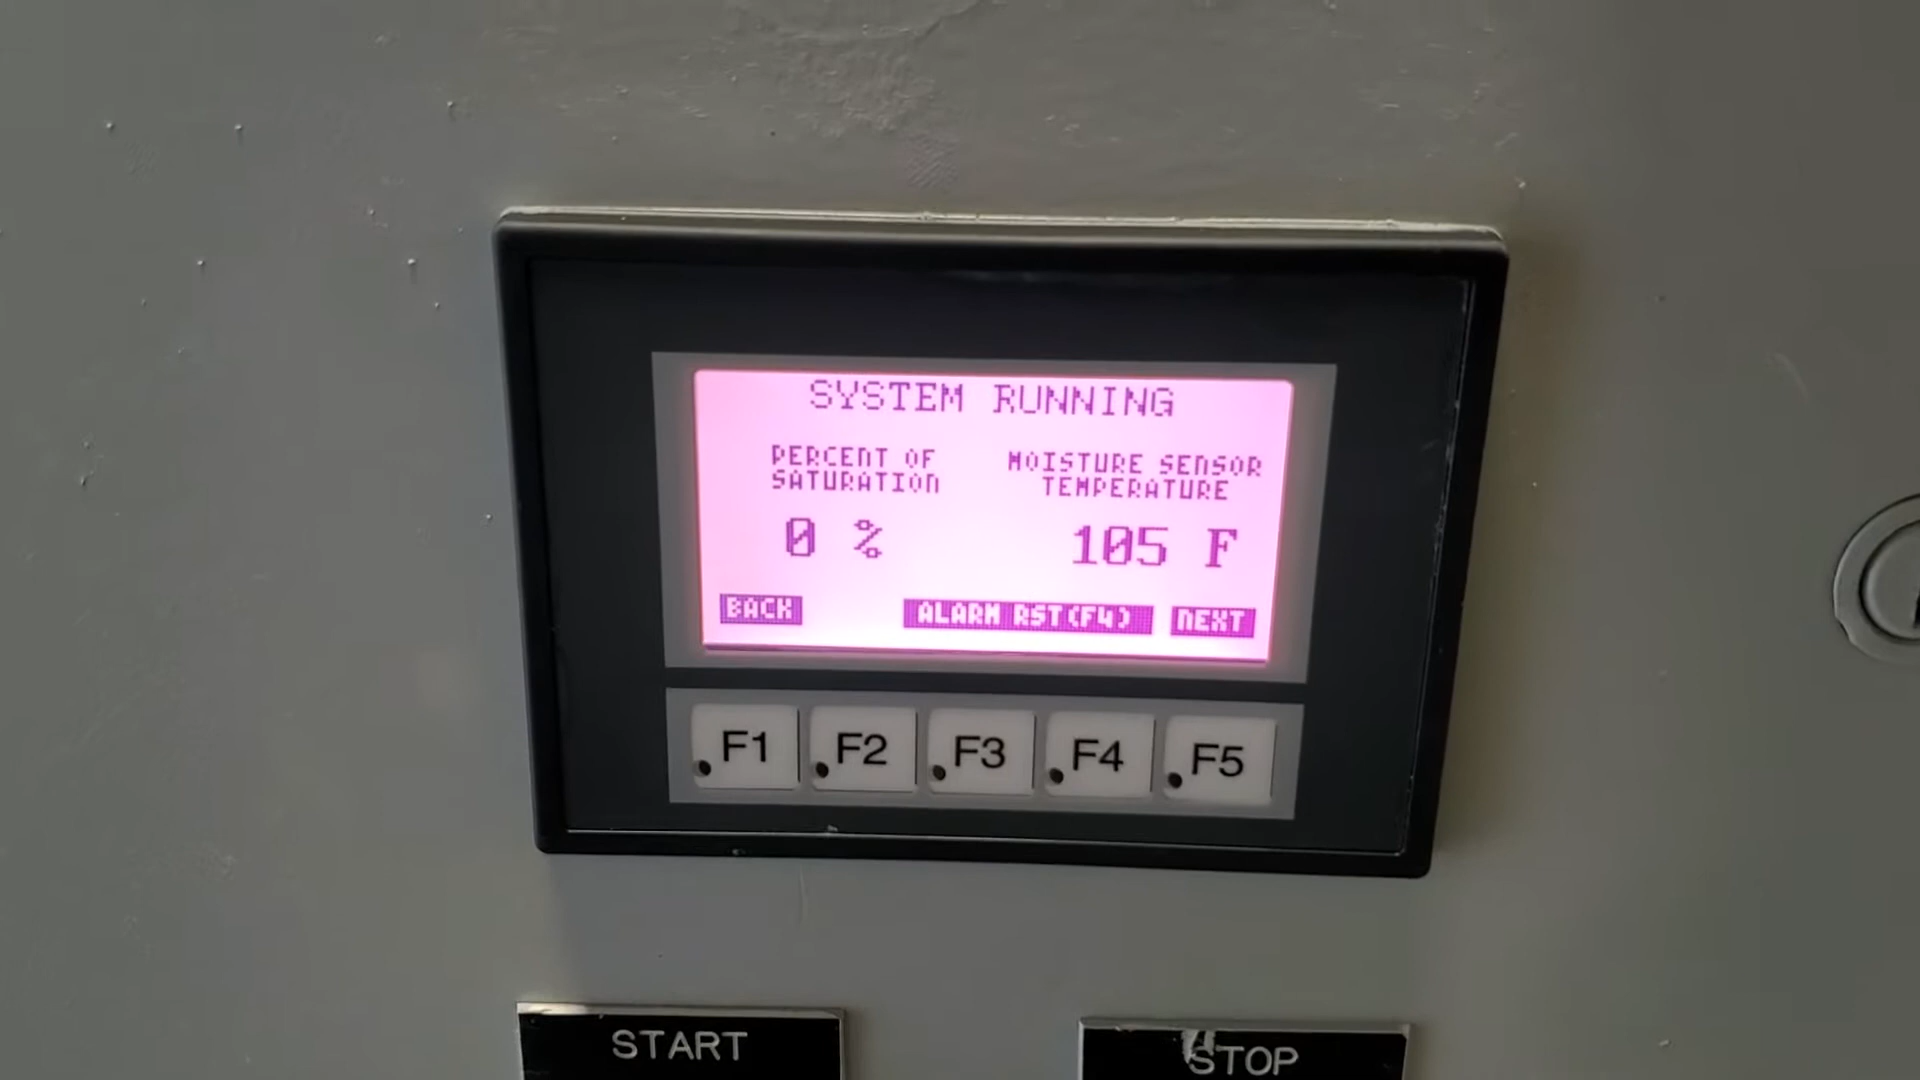 SYSTEM RUNNING
PERCENT OF
SATURATION
MOISTURE SENSOR
TEMPERATURE
0 %
105 F
BACK
ALARM RST(F4)
NEXT
F1
F2
F3
F4
F5
START
STOP